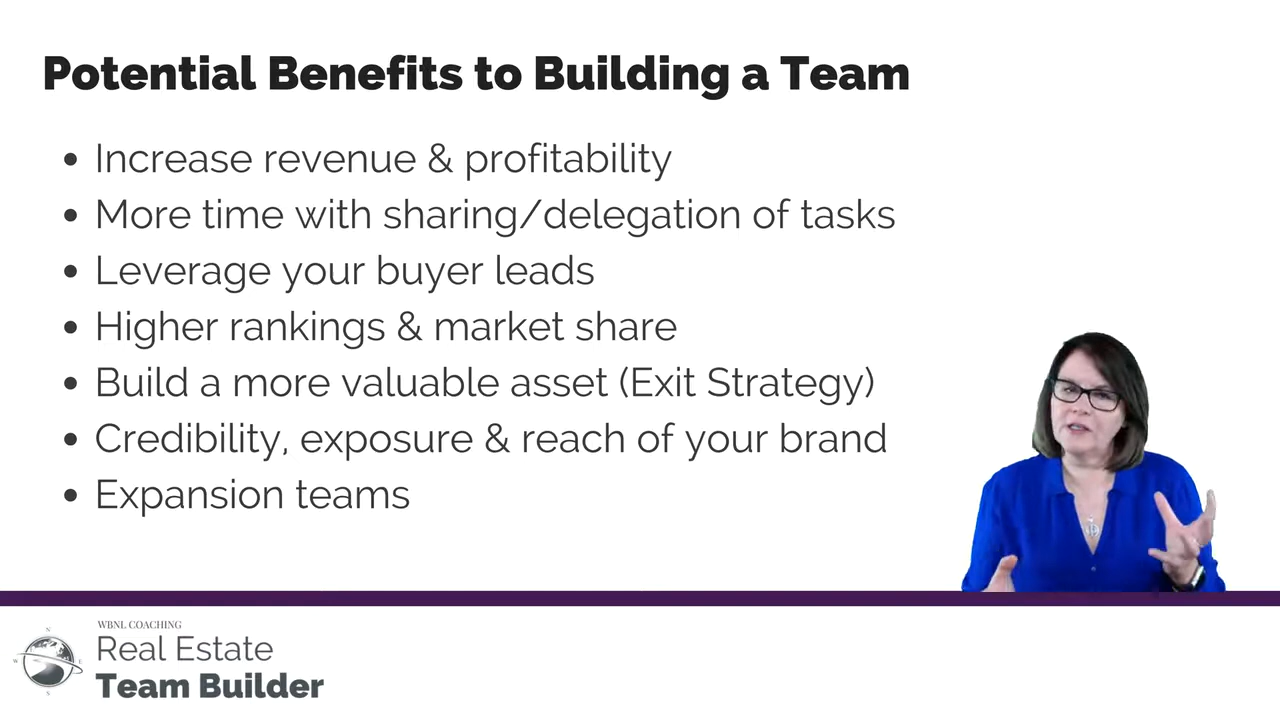 Potential Benefits to Building a Team
• Increase revenue & profitability
• More time with sharing/delegation of tasks
• Leverage your buyer leads
• Higher rankings & market share
• Build a more valuable asset (Exit Strategy)
• Credibility, exposure & reach of your brand
• Expansion teams
WBNL COACHING
Real Estate
Team Builder
N
W
E
S